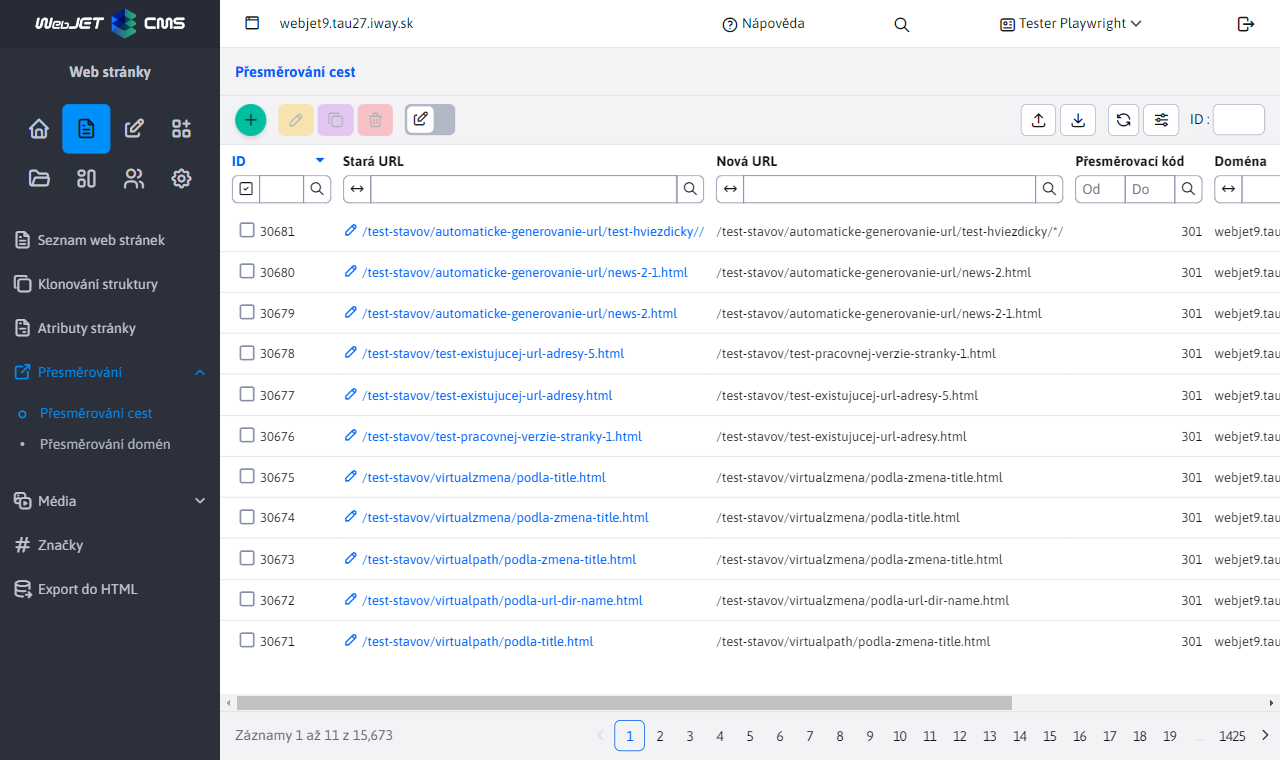 WebJET CMS
webjet9.tau27.iway.sk
Nápověda
Tester Playwright
Web stránky
Seznam web stránek
Klonování struktury
Atributy stránky
Přesměrování
Přesměrování cest
Přesměrování domén
Média
Značky
Export do HTML
Přesměrování cest
ID :
ID Stará URL Nová URL Přesměrovací kód Doména
Od Do
30681 /test-stavov/automaticke-generovanie-url/test-hviezdicky// /test-stavov/automaticke-generovanie-url/test-hviezdicky/*/ 301 webjet9.tau
30680 /test-stavov/automaticke-generovanie-url/news-2-1.html /test-stavov/automaticke-generovanie-url/news-2.html 301 webjet9.tau
30679 /test-stavov/automaticke-generovanie-url/news-2.html /test-stavov/automaticke-generovanie-url/news-2-1.html 301 webjet9.tau
30678 /test-stavov/test-existujucej-url-adresy-5.html /test-stavov/test-pracovnej-verzie-stranky-1.html 301 webjet9.tau
30677 /test-stavov/test-existujucej-url-adresy.html /test-stavov/test-existujucej-url-adresy-5.html 301 webjet9.tau
30676 /test-stavov/test-pracovnej-verzie-stranky-1.html /test-stavov/test-existujucej-url-adresy.html 301 webjet9.tau
30675 /test-stavov/virtualzmena/podla-title.html /test-stavov/virtualzmena/podla-zmena-title.html 301 webjet9.tau
30674 /test-stavov/virtualzmena/podla-zmena-title.html /test-stavov/virtualzmena/podla-title.html 301 webjet9.tau
30673 /test-stavov/virtualpath/podla-zmena-title.html /test-stavov/virtualzmena/podla-zmena-title.html 301 webjet9.tau
30672 /test-stavov/virtualpath/podla-url-dir-name.html /test-stavov/virtualzmena/podla-url-dir-name.html 301 webjet9.tau
30671 /test-stavov/virtualpath/podla-title.html /test-stavov/virtualpath/podla-zmena-title.html 301 webjet9.tau
Záznamy 1 až 11 z 15,673
1 2 3 4 5 6 7 8 9 10 11 12 13 14 15 16 17 18 19 ... 1425